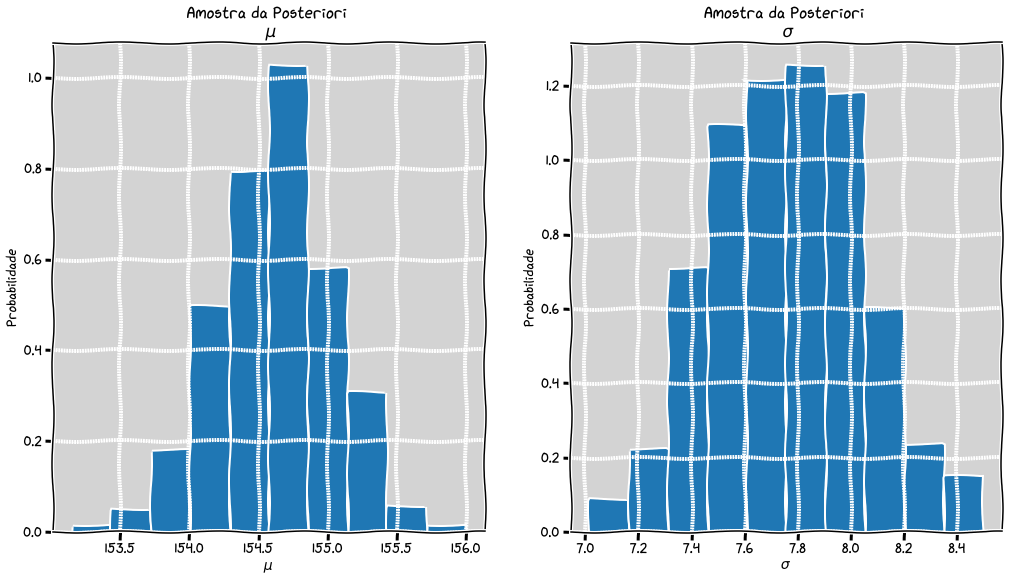 Amostra da Posteriori
μ
Probabilidade
1.0
0.8
0.6
0.4
0.2
0.0
153.5 154.0 154.5 155.0 155.5 156.0
μ
Amostra da Posteriori
σ
Probabilidade
1.2
1.0
0.8
0.6
0.4
0.2
0.0
7.0 7.2 7.4 7.6 7.8 8.0 8.2 8.4
σ